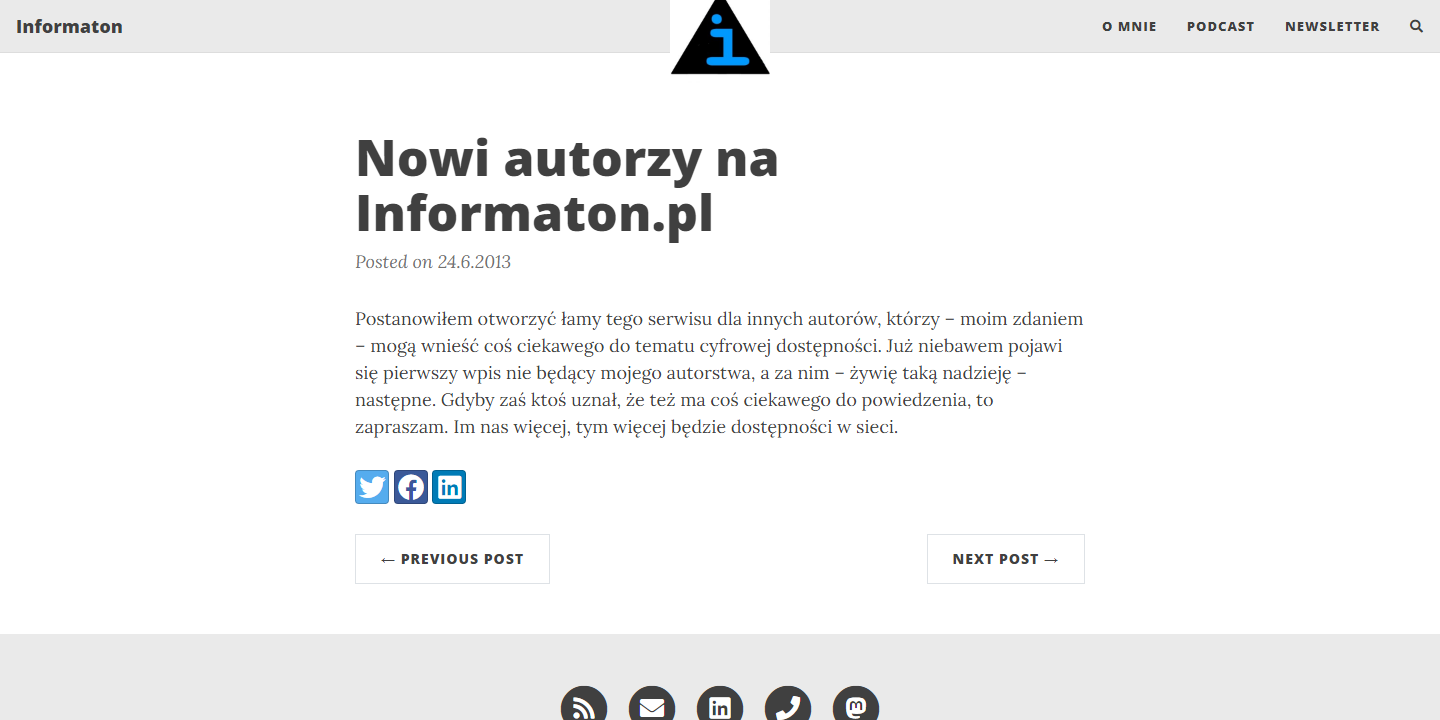 Informaton
i
O MNIE
PODCAST
NEWSLETTER
Nowi autorzy na
Informaton.pl
Posted on 24.6.2013
Postanowiłem otworzyć łamy tego serwisu dla innych autorów, którzy – moim zdaniem
– mogą wnieść coś ciekawego do tematu cyfrowej dostępności. Już niebawem pojawi
się pierwszy wpis nie będący mojego autorstwa, a za nim – żywię taką nadzieję –
następne. Gdyby zaś ktoś uznał, że też ma coś ciekawego do powiedzenia, to
zapraszam. Im nas więcej, tym więcej będzie dostępności w sieci.
← PREVIOUS POST
NEXT POST →